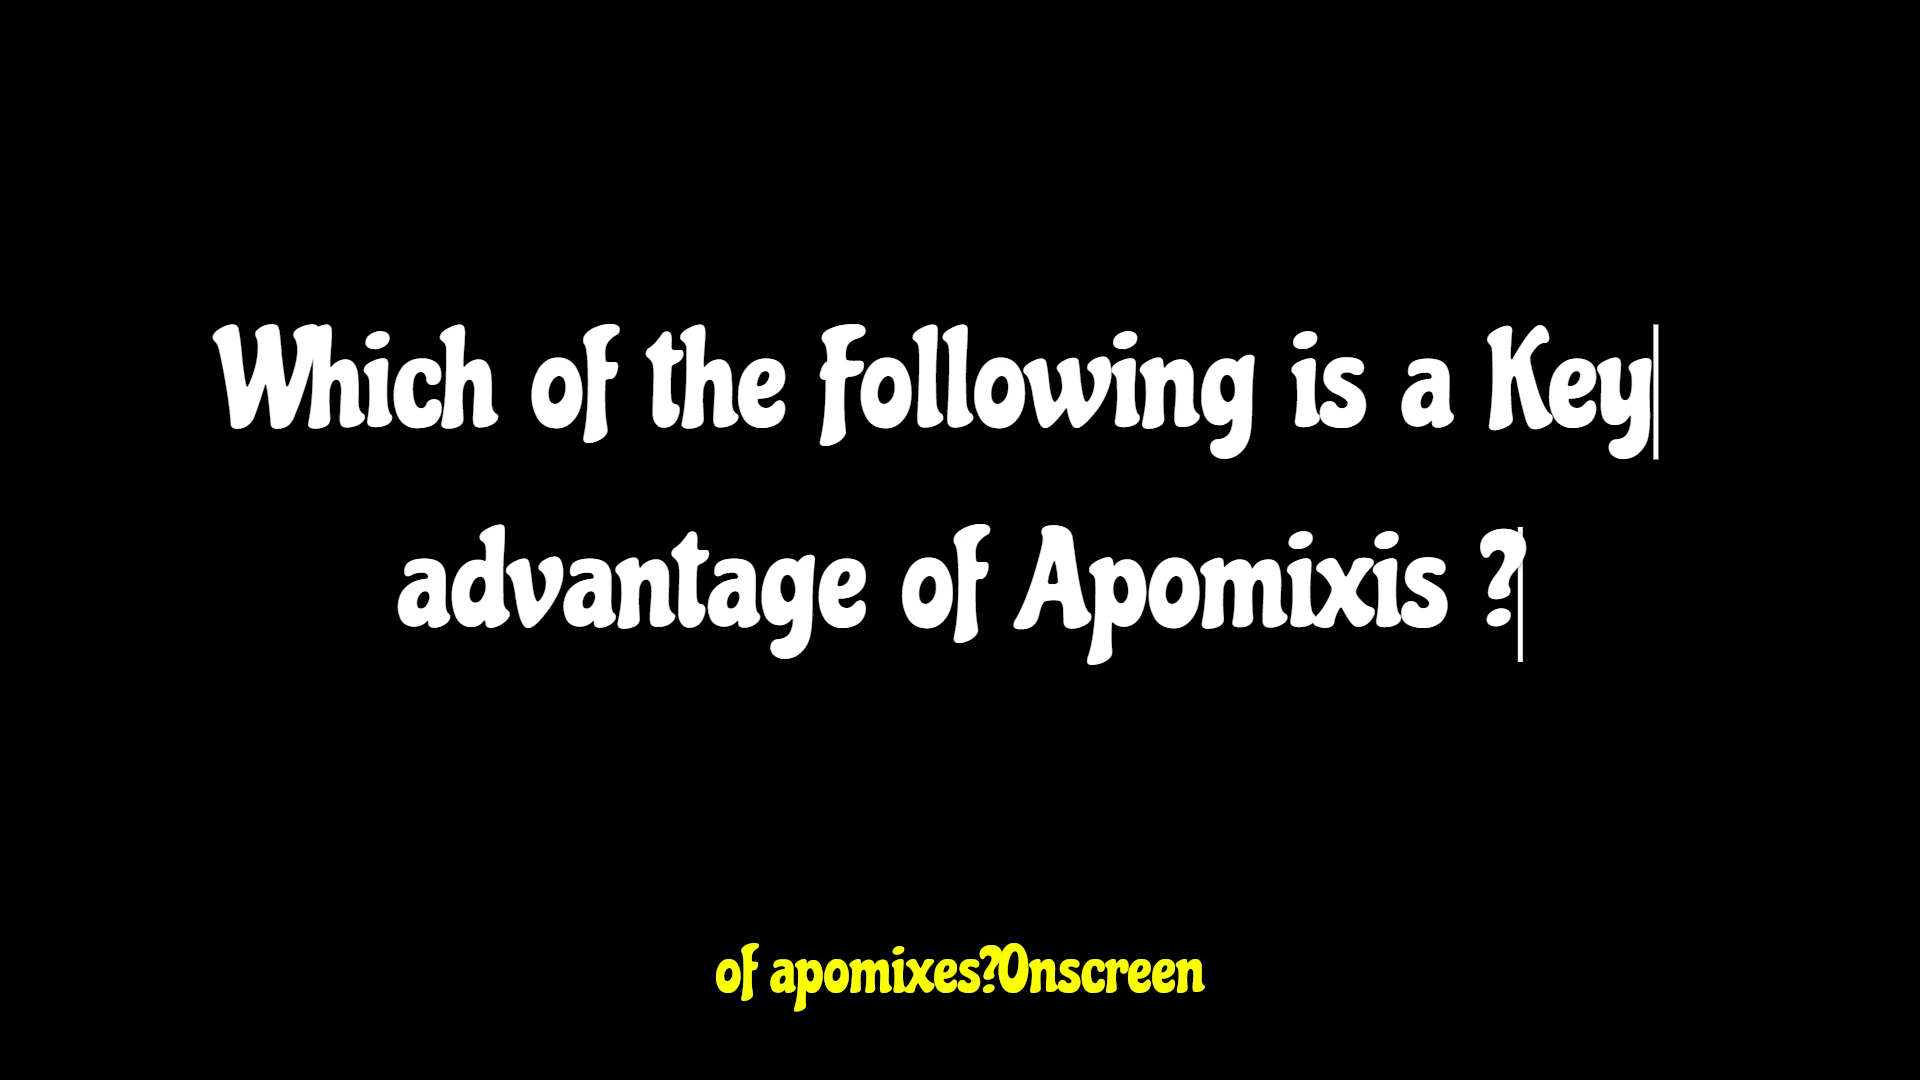 Which of the following is a Key
advantage of Apomixis ?
of apomixes?Onscreen